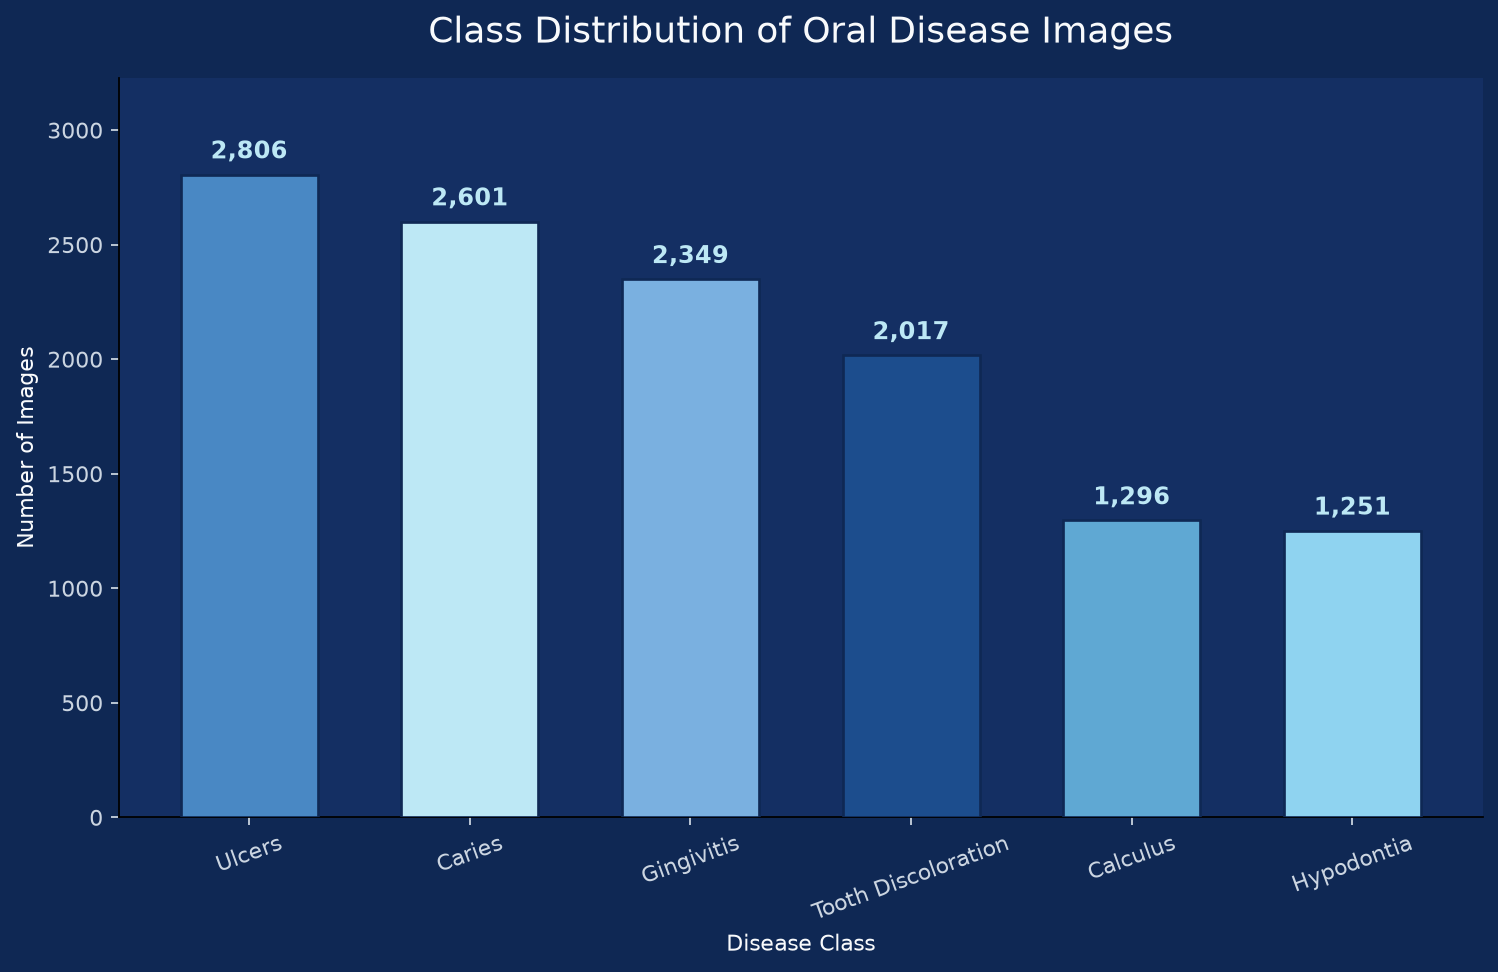 Class Distribution of Oral Disease Images
Number of Images
3000
2500
2000
1500
1000
500
0
2,806
2,601
2,349
2,017
1,296
1,251
Ulcers
Caries
Gingivitis
Tooth Discoloration
Calculus
Hypodontia
Disease Class